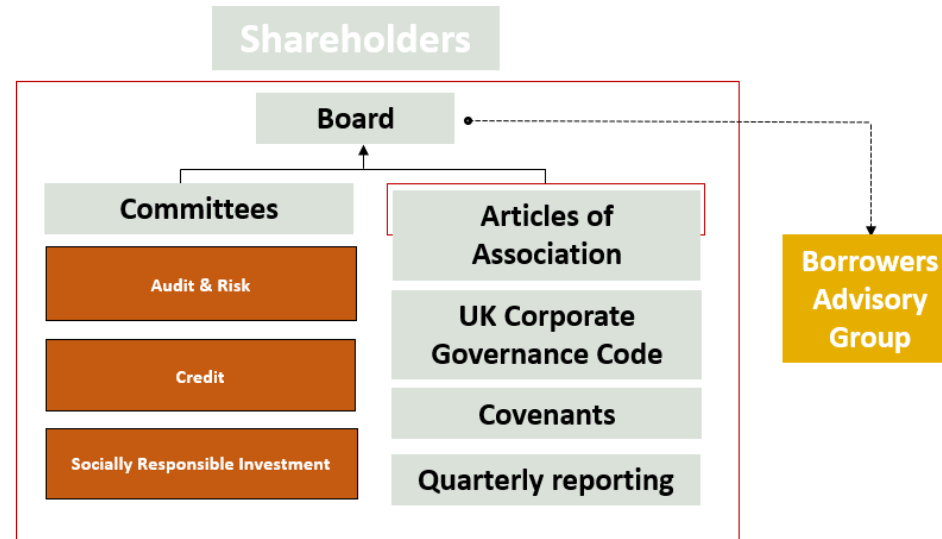 Shareholders
Board
Committees
Audit & Risk
Credit
Socially Responsible Investment
Articles of
Association
UK Corporate
Governance Code
Covenants
Quarterly reporting
Borrowers
Advisory
Group